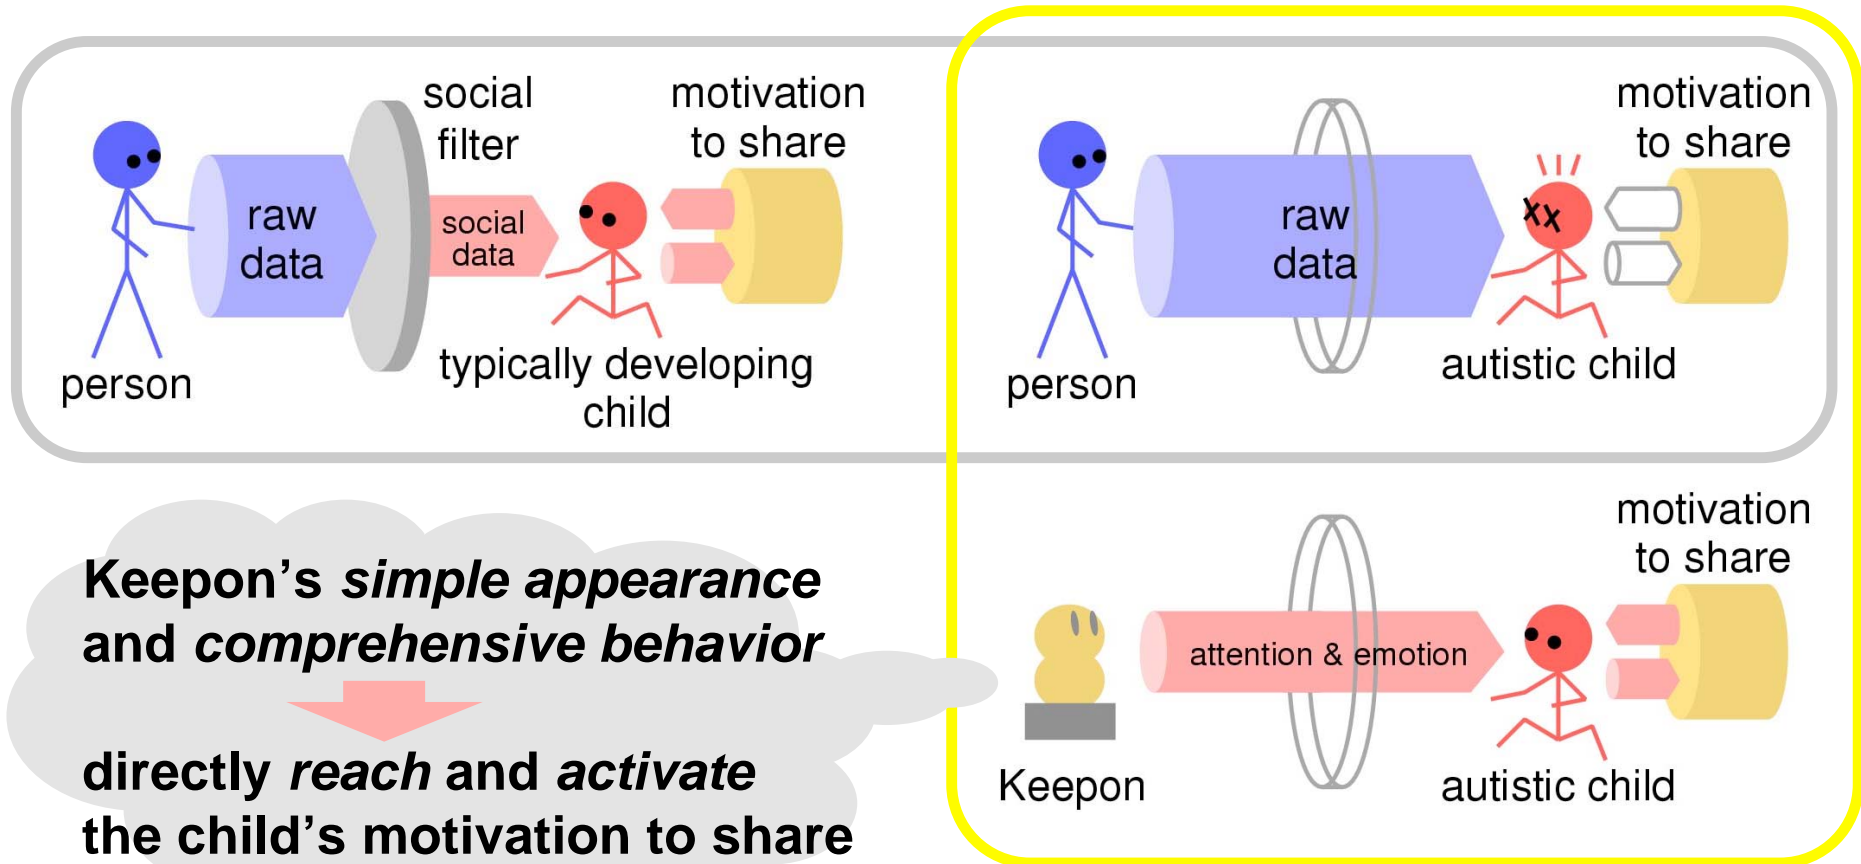 social
filter
motivation
to share
raw
data
social
data
person
typically developing
child
motivation
to share
raw
data
person
autistic child
Keepon’s simple appearance
and comprehensive behavior
directly reach and activate
the child’s motivation to share
motivation
to share
attention & emotion
Keepon
autistic child